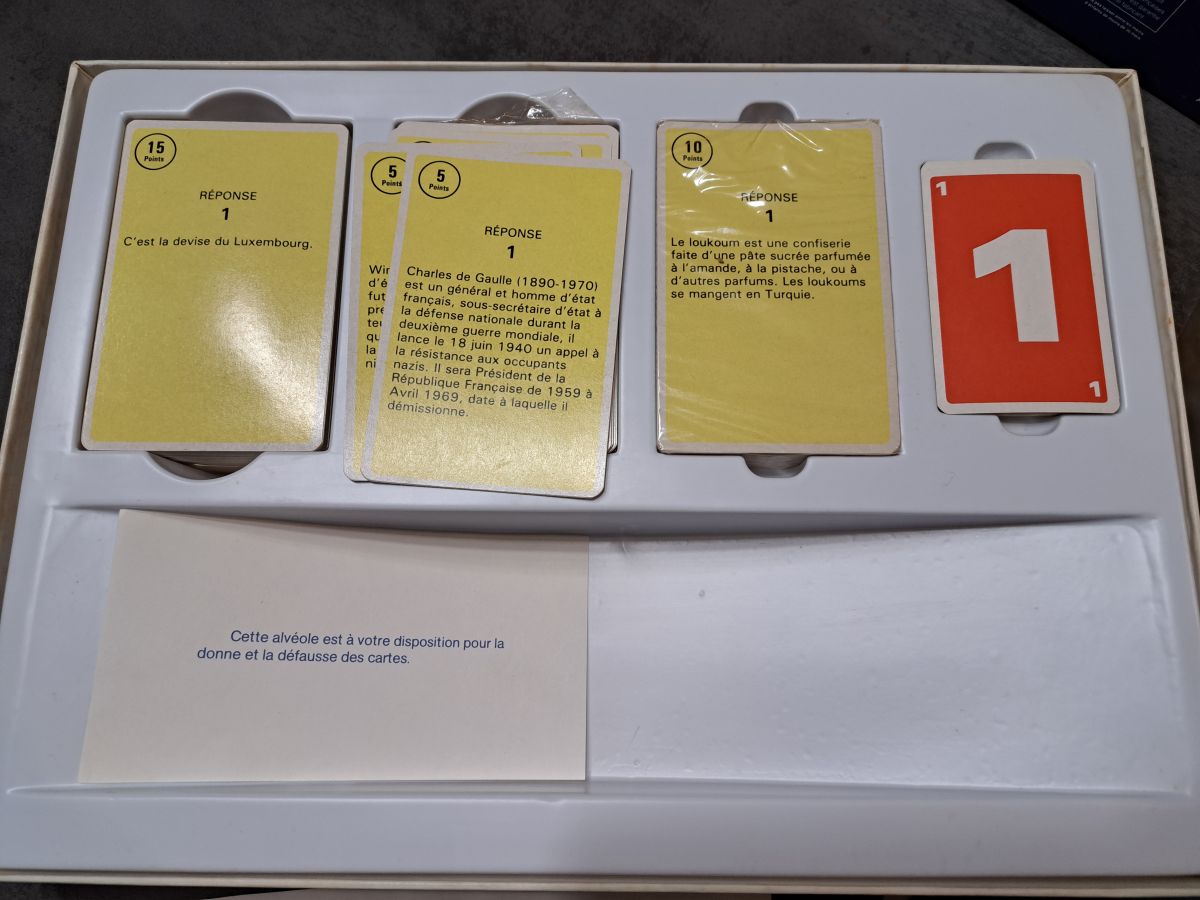 15
Points
RÉPONSE
1
C'est la devise du Luxembourg.
5
Points
5
Points
RÉPONSE
1
Charles de Gaulle (1890-1970)
est un général et homme d'état
français, sous-secrétaire d'état à
la défense nationale durant la
deuxième guerre mondiale, il
lance le 18 juin 1940 un appel à
la résistance aux occupants
nazis. Il sera Président de la
République Française de 1959 à
Avril 1969, date à laquelle il
démissionne.
10
Points
RÉPONSE
1
Le loukoum est une confiserie
faite d'une pâte sucrée parfumée
à l'amande, à la pistache, ou à
d'autres parfums. Les loukoums
se mangent en Turquie.
1
1
1
Cette alvéole est à votre disposition pour la
donne et la défausse des cartes.